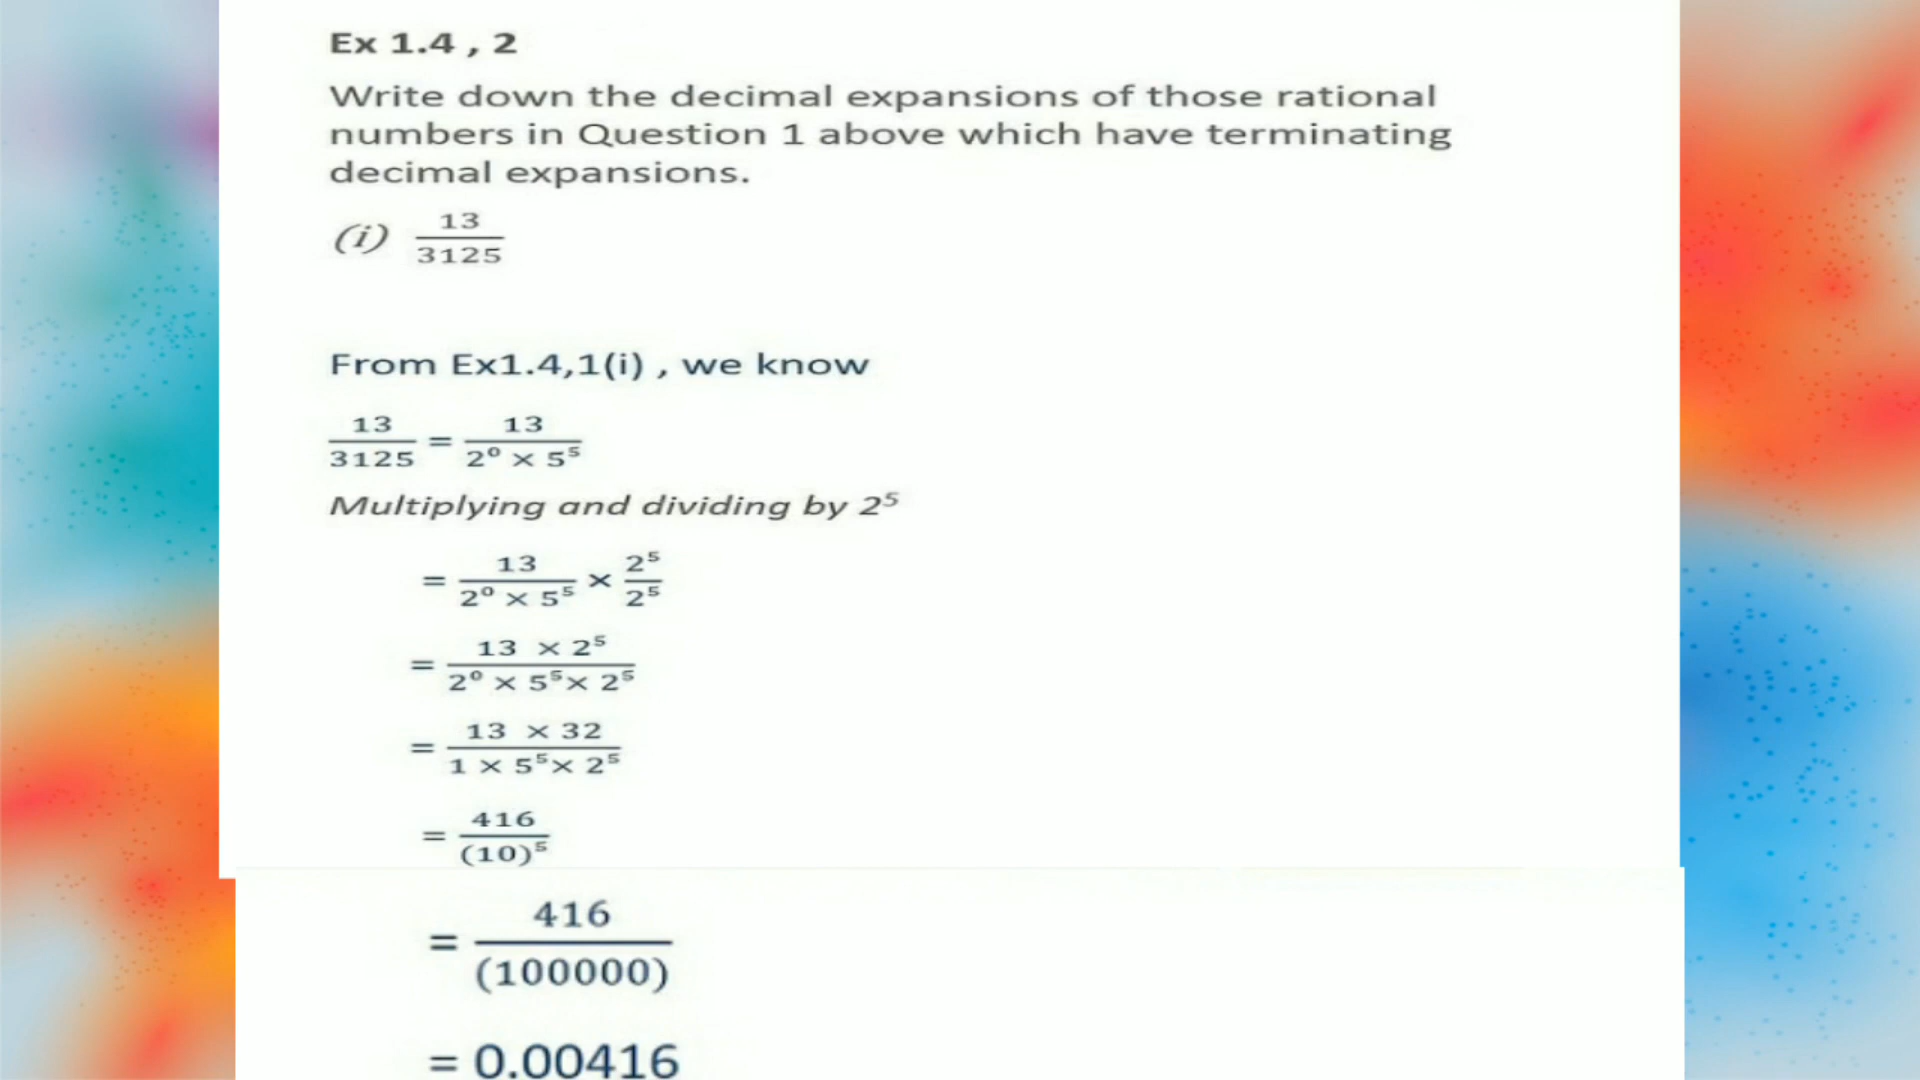 Ex 1.4 , 2
Write down the decimal expansions of those rational
numbers in Question 1 above which have terminating
decimal expansions.
(i) 13/3125
From Ex1.4,1(i) , we know
13/3125 = 13/(2⁰ × 5⁵)
Multiplying and dividing by 2⁵
= 13/(2⁰ × 5⁵) × 2⁵/2⁵
= (13 × 2⁵)/(2⁰ × 5⁵× 2⁵)
= (13 × 32)/(1 × 5⁵× 2⁵)
= 416/(10)⁵
= 416/(100000)
= 0.00416